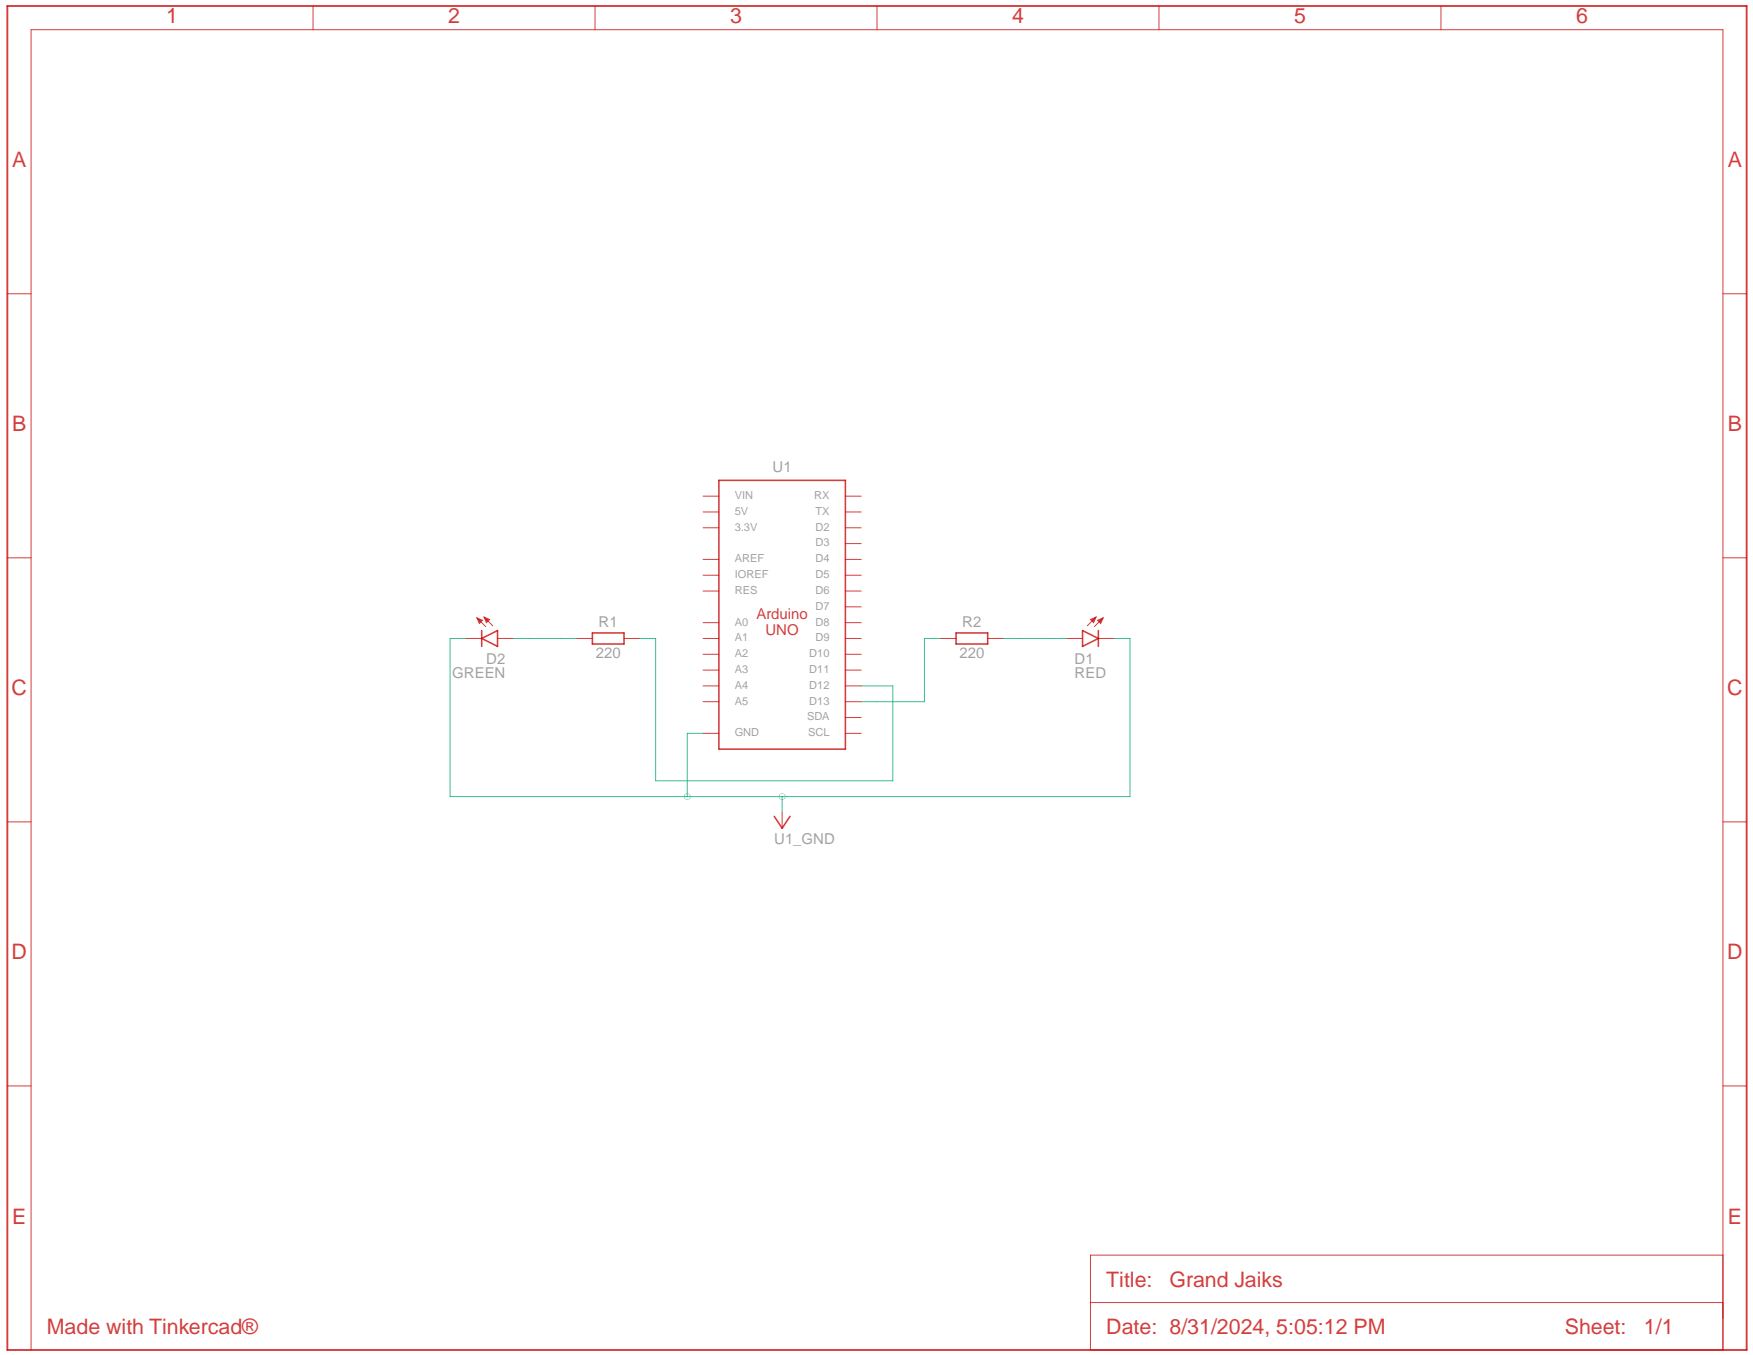 1 2 3 4 5 6
A A
B B
U1
VIN RX
5V TX
3.3V D2
D3
AREF D4
IOREF D5
RES D6
D7
Arduino
UNO
A0 D8
A1 D9
A2 D10
A3 D11
A4 D12
A5 D13
SDA
GND SCL
R1
220
D2
GREEN
R2
220
D1
RED
C C
U1_GND
D D
E E
Title: Grand Jaiks
Made with Tinkercad®
Date: 8/31/2024, 5:05:12 PM Sheet: 1/1